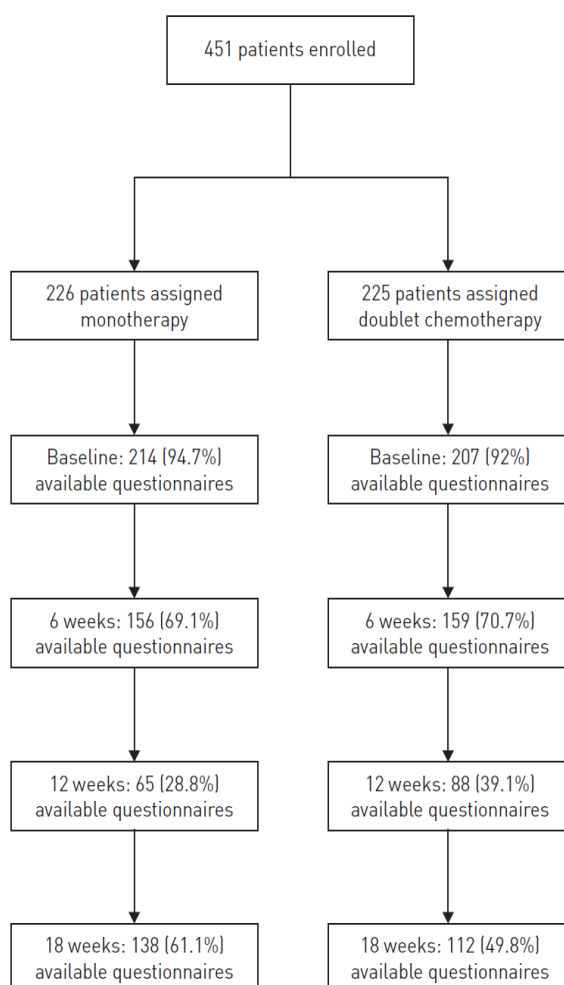 451 patients enrolled
226 patients assigned
monotherapy
225 patients assigned
doublet chemotherapy
Baseline: 214 (94.7%)
available questionnaires
Baseline: 207 (92%)
available questionnaires
6 weeks: 156 (69.1%)
available questionnaires
6 weeks: 159 (70.7%)
available questionnaires
12 weeks: 65 (28.8%)
available questionnaires
12 weeks: 88 (39.1%)
available questionnaires
18 weeks: 138 (61.1%)
available questionnaires
18 weeks: 112 (49.8%)
available questionnaires